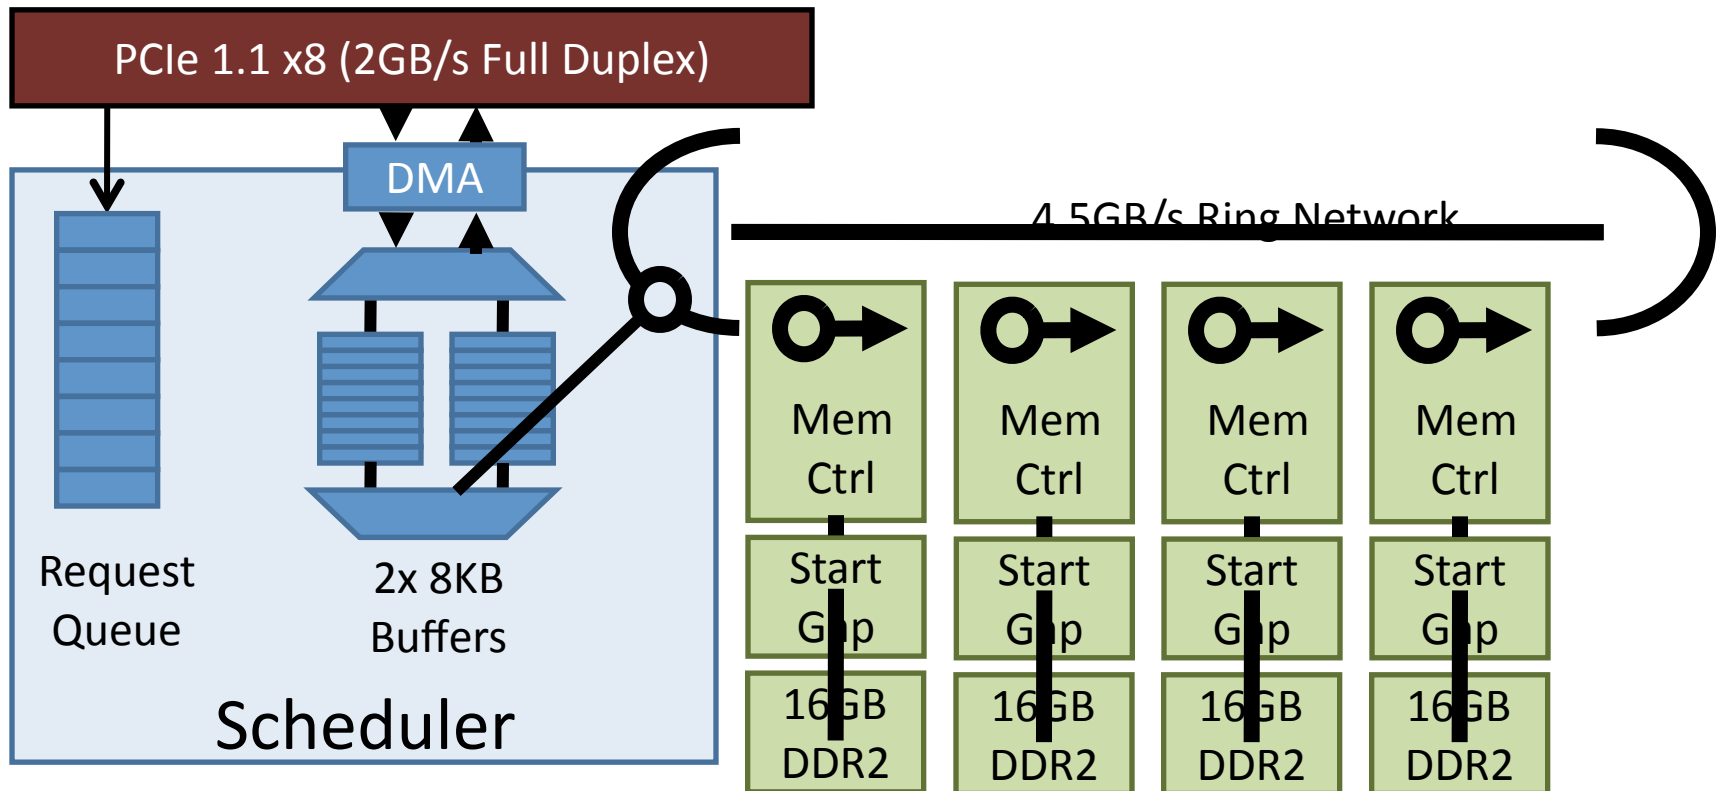 PCIe 1.1 x8 (2GB/s Full Duplex)
DMA
4.5GB/s Ring Network
Request
Queue
2x 8KB
Buffers
Scheduler
Mem
Ctrl
Start
Gap
16GB
DDR2
Mem
Ctrl
Start
Gap
16GB
DDR2
Mem
Ctrl
Start
Gap
16GB
DDR2
Mem
Ctrl
Start
Gap
16GB
DDR2